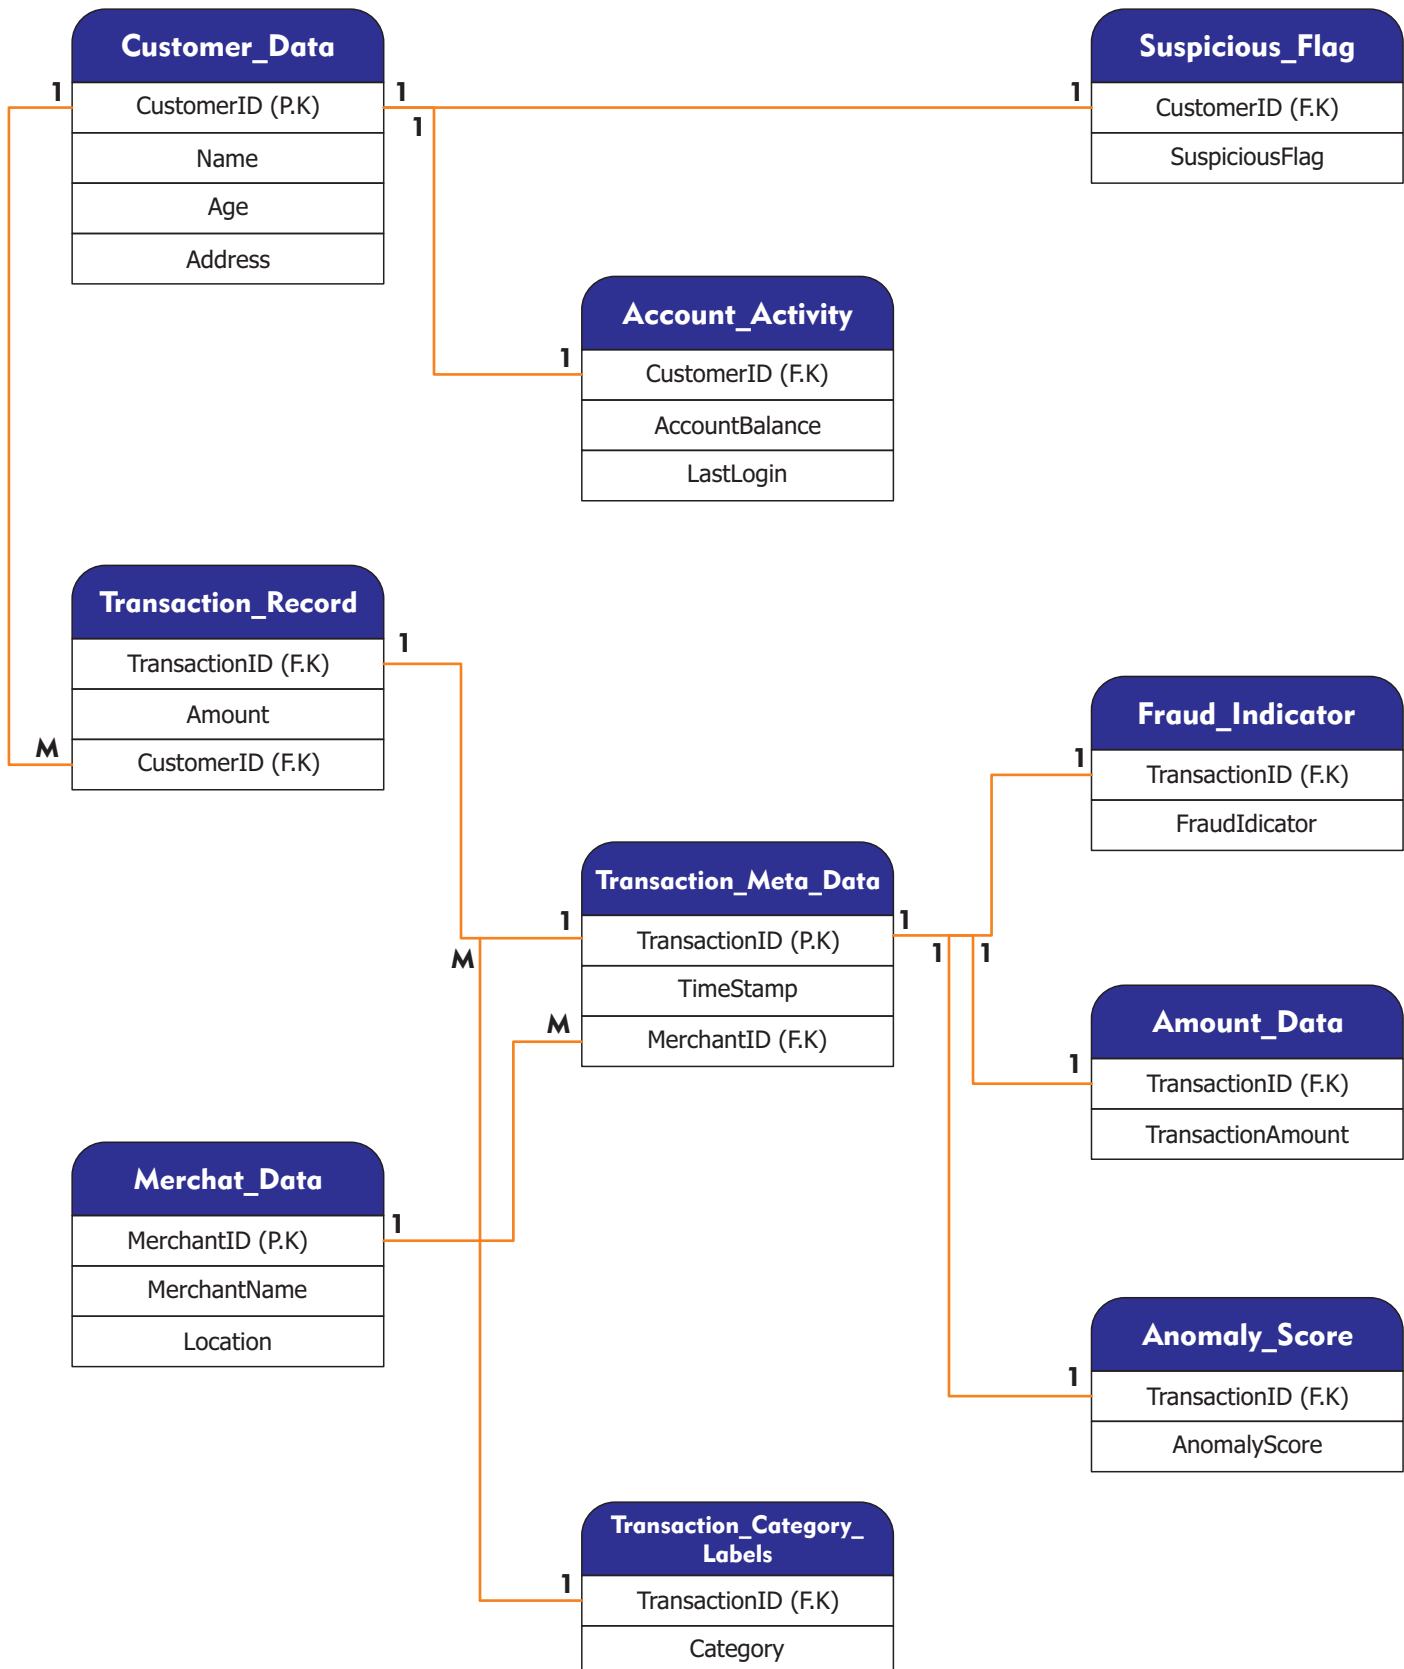 Customer_Data
1
CustomerID (P.K)
1
1
Name
Age
Address
Suspicious_Flag
1
CustomerID (F.K)
SuspiciousFlag
Account_Activity
1
CustomerID (F.K)
AccountBalance
LastLogin
Transaction_Record
1
TransactionID (F.K)
Amount
M
CustomerID (F.K)
Fraud_Indicator
1
TransactionID (F.K)
FraudIdicator
Transaction_Meta_Data
1
M
TransactionID (P.K)
1
1
1
TimeStamp
M
MerchantID (F.K)
Amount_Data
1
TransactionID (F.K)
TransactionAmount
Merchat_Data
1
MerchantID (P.K)
MerchantName
Location
Anomaly_Score
1
TransactionID (F.K)
AnomalyScore
Transaction_Category_
Labels
1
TransactionID (F.K)
Category